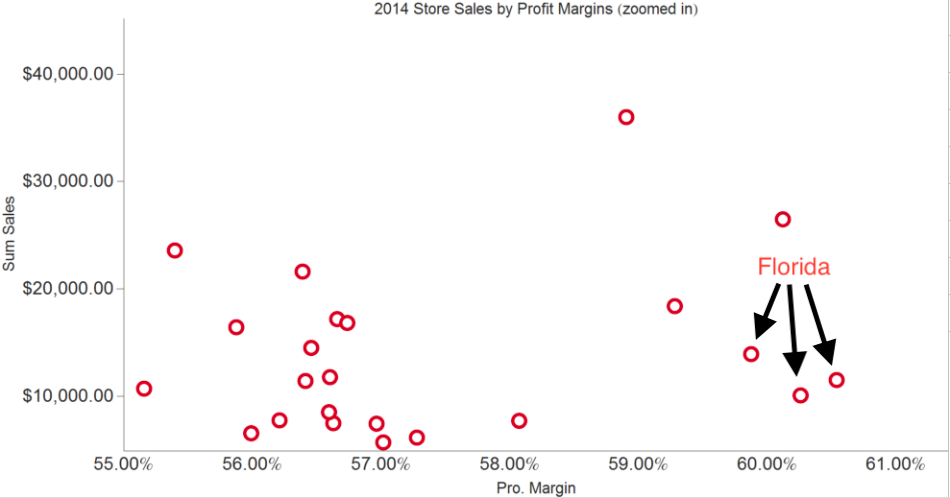 2014 Store Sales by Profit Margins (zoomed in)
$40,000.00
$30,000.00
$20,000.00
$10,000.00
Sum Sales
Florida
55.00% 56.00% 57.00% 58.00% 59.00% 60.00% 61.00%
Pro. Margin